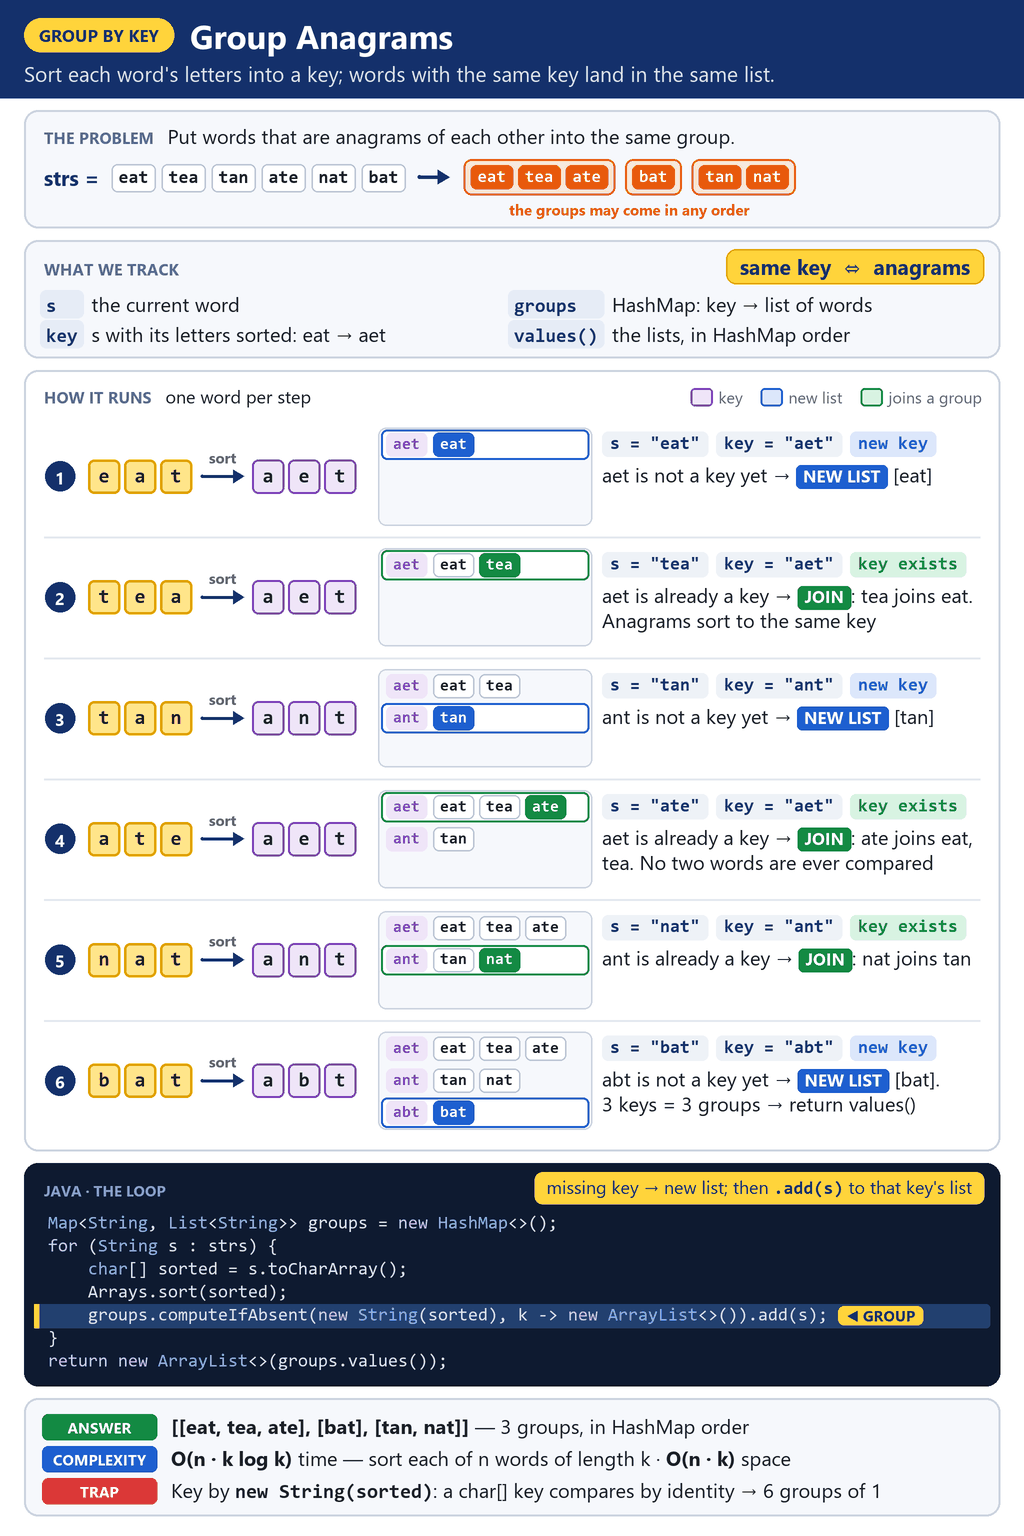 GROUP BY KEY Group Anagrams
Sort each word's letters into a key; words with the same key land in the same list.
THE PROBLEM Put words that are anagrams of each other into the same group.
strs = eat tea tan ate nat bat → eat tea ate bat tan nat
the groups may come in any order
WHAT WE TRACK same key ⇔ anagrams
s the current word groups HashMap: key → list of words
key s with its letters sorted: eat → aet values() the lists, in HashMap order
HOW IT RUNS one word per step key new list joins a group
1 e a t sort → a e t
aet eat
s = "eat" key = "aet" new key
aet is not a key yet → NEW LIST [eat]
2 t e a sort → a e t
aet eat tea
s = "tea" key = "aet" key exists
aet is already a key → JOIN: tea joins eat.
Anagrams sort to the same key
3 t a n sort → a n t
aet eat tea
ant tan
s = "tan" key = "ant" new key
ant is not a key yet → NEW LIST [tan]
4 a t e sort → a e t
aet eat tea ate
ant tan
s = "ate" key = "aet" key exists
aet is already a key → JOIN: ate joins eat,
tea. No two words are ever compared
5 n a t sort → a n t
aet eat tea ate
ant tan nat
s = "nat" key = "ant" key exists
ant is already a key → JOIN: nat joins tan
6 b a t sort → a b t
aet eat tea ate
ant tan nat
abt bat
s = "bat" key = "abt" new key
abt is not a key yet → NEW LIST [bat].
3 keys = 3 groups → return values()
JAVA · THE LOOP missing key → new list; then .add(s) to that key's list
Map<String, List<String>> groups = new HashMap<>();
for (String s : strs) {
    char[] sorted = s.toCharArray();
    Arrays.sort(sorted);
    groups.computeIfAbsent(new String(sorted), k -> new ArrayList<>()).add(s); ◀ GROUP
}
return new ArrayList<>(groups.values());
ANSWER [[eat, tea, ate], [bat], [tan, nat]] — 3 groups, in HashMap order
COMPLEXITY O(n · k log k) time — sort each of n words of length k · O(n · k) space
TRAP Key by new String(sorted): a char[] key compares by identity → 6 groups of 1